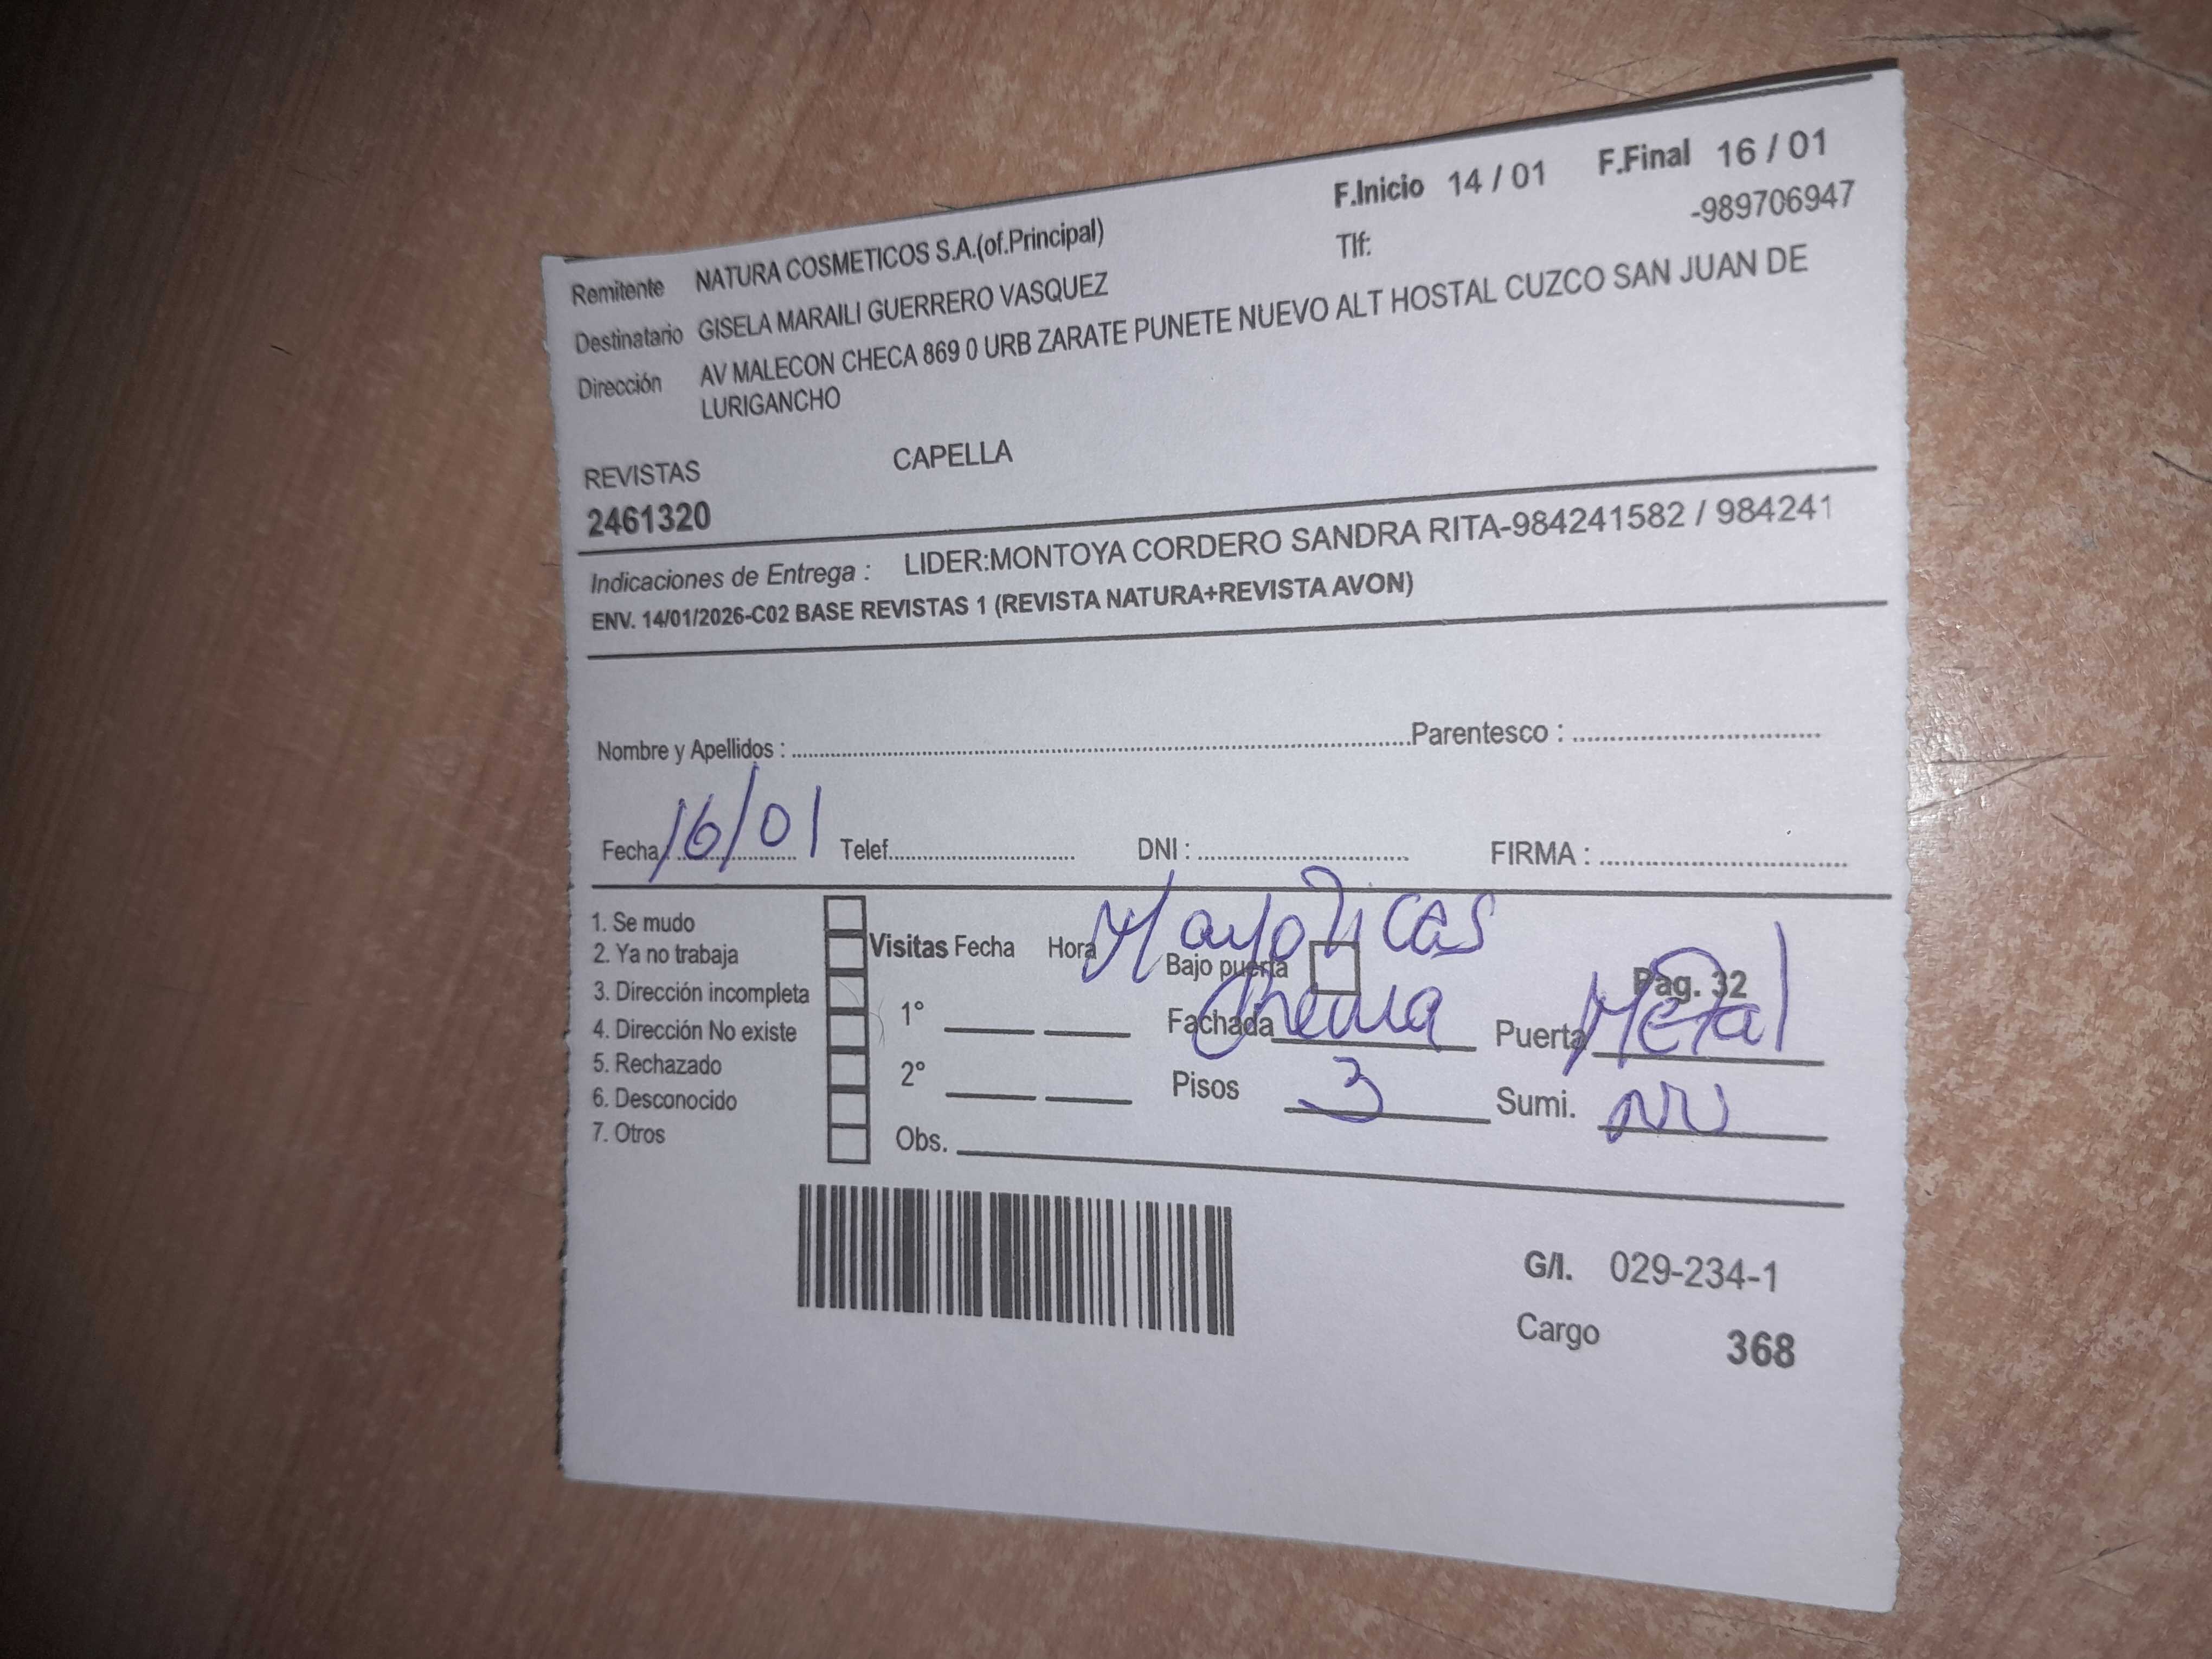 F.Inicio 14 / 01 F.Final 16 / 01
Remitente NATURA COSMETICOS S.A.(of.Principal) Tlf: -989706947
Destinatario GISELA MARAILI GUERRERO VASQUEZ
Dirección AV MALECON CHECA 869 0 URB ZARATE PUNETE NUEVO ALT HOSTAL CUZCO SAN JUAN DE
LURIGANCHO
REVISTAS CAPELLA
2461320
Indicaciones de Entrega : LIDER:MONTOYA CORDERO SANDRA RITA-984241582 / 984241
ENV. 14/01/2026-C02 BASE REVISTAS 1 (REVISTA NATURA+REVISTA AVON)
Nombre y Apellidos : Parentesco :
Fecha 16/01 Telef. DNI : FIRMA :
Mayolicas
1. Se mudo
2. Ya no trabaja
3. Dirección incompleta
4. Dirección No existe
5. Rechazado
6. Desconocido
7. Otros
Visitas Fecha Hora Bajo puerta Pag. 32
1° Fachada Crema Puerta Metal
2° Pisos 3 Sumi.
Obs.
G/I. 029-234-1
Cargo 368